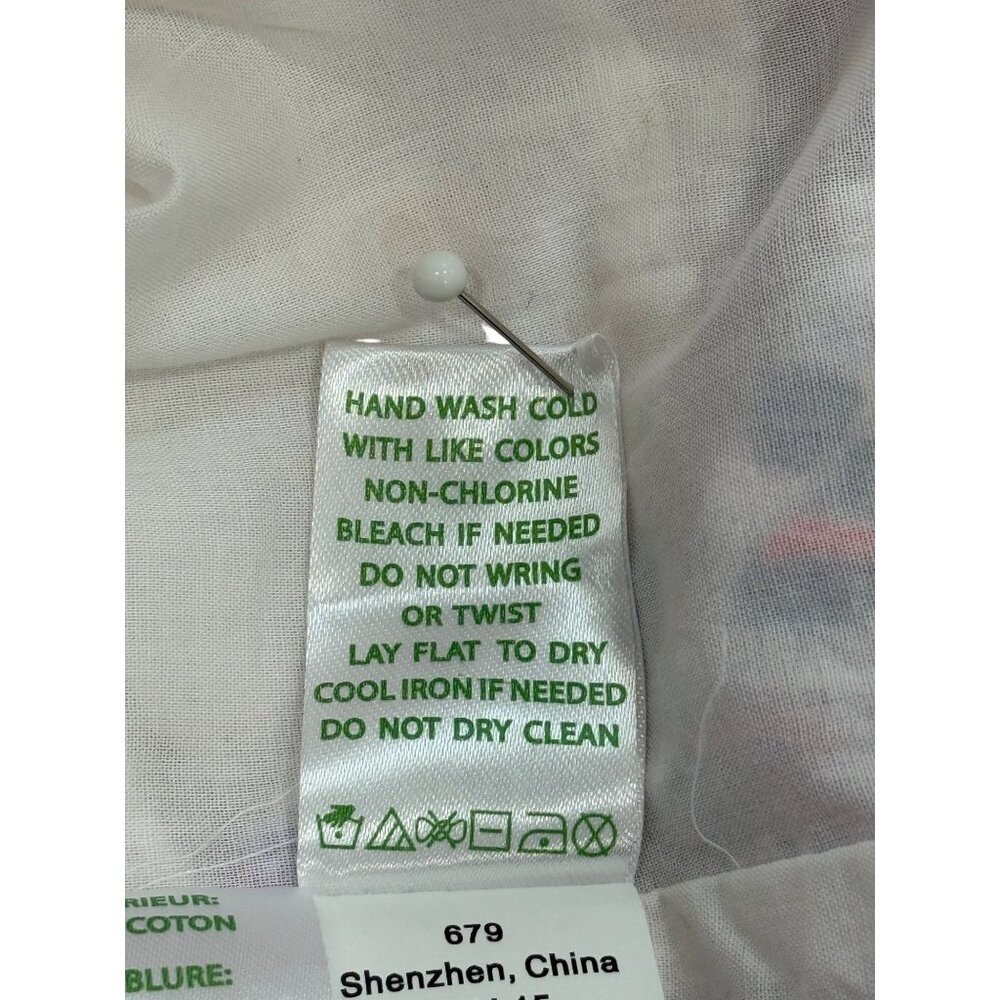 HAND WASH COLD
WITH LIKE COLORS
NON-CHLORINE
BLEACH IF NEEDED
DO NOT WRING
OR TWIST
LAY FLAT TO DRY
COOL IRON IF NEEDED
DO NOT DRY CLEAN
RIEUR:
COTON
BLURE:
679
Shenzhen, China